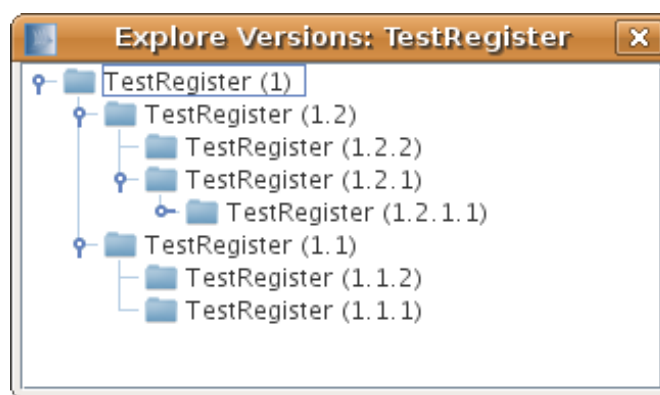 Explore Versions: TestRegister
TestRegister (1)
TestRegister (1.2)
TestRegister (1.2.2)
TestRegister (1.2.1)
TestRegister (1.2.1.1)
TestRegister (1.1)
TestRegister (1.1.2)
TestRegister (1.1.1)